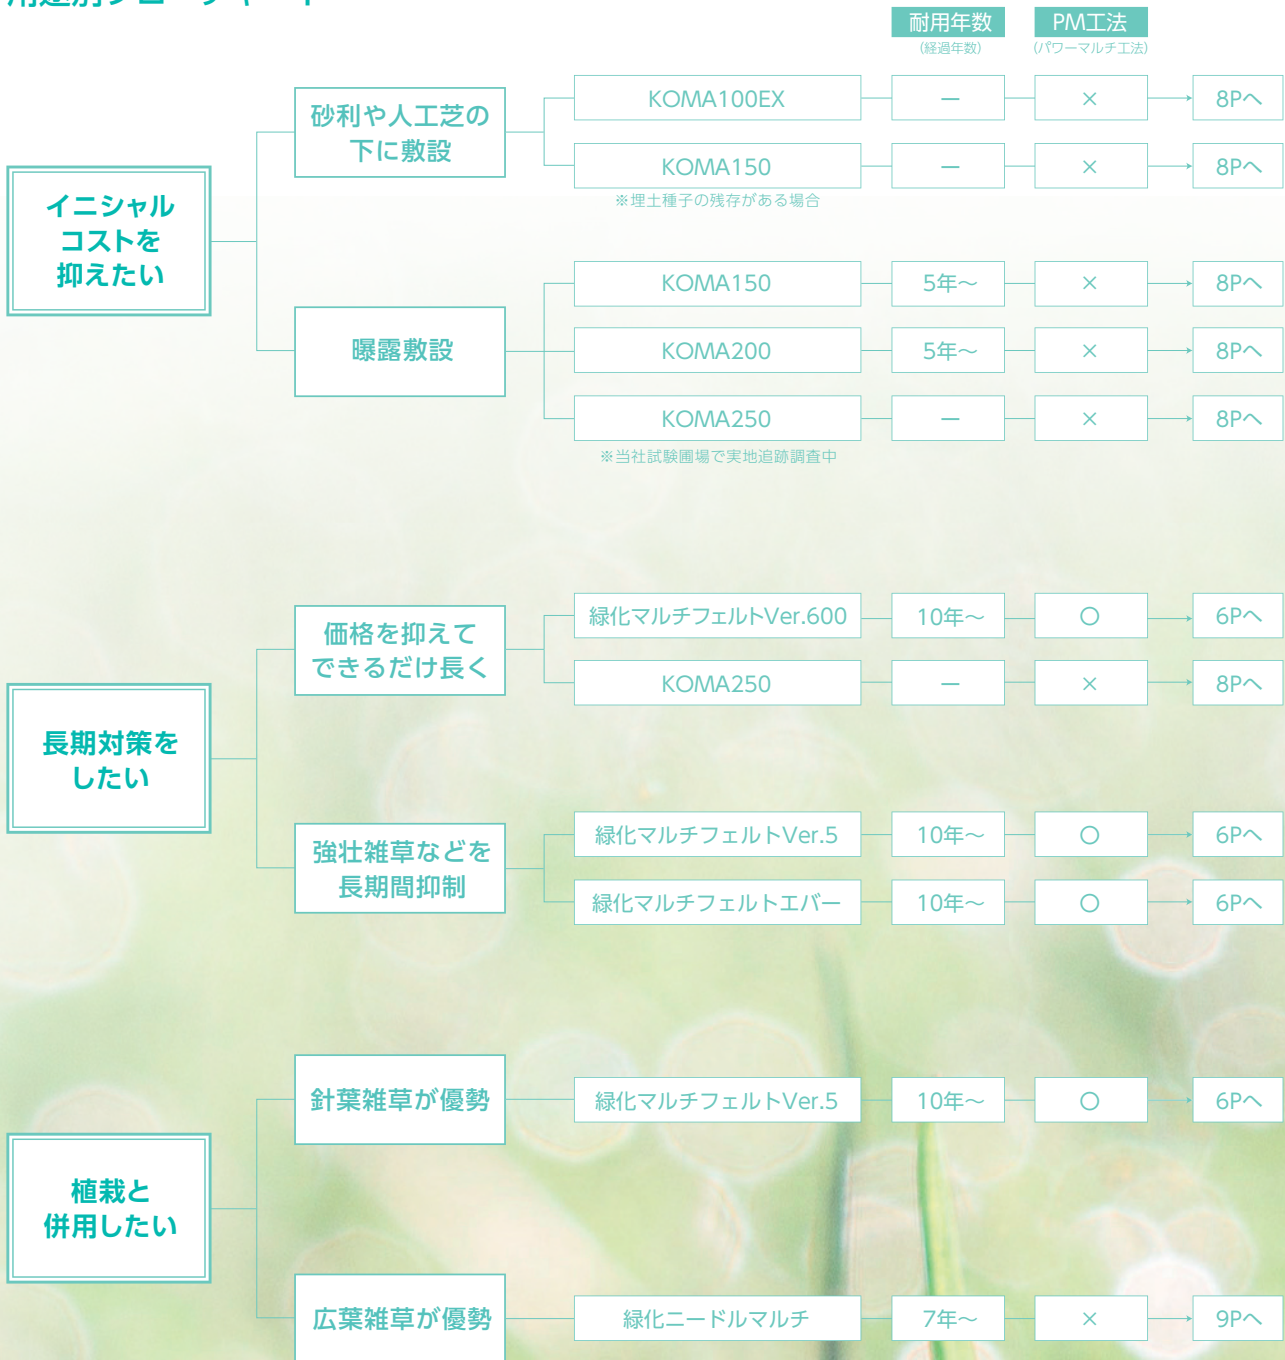 用途別フローチャート
耐用年数 PM工法
(経過年数) (パワーマルチ工法)
イニシャル
コストを
抑えたい
砂利や人工芝の
下に敷設
KOMA100EX — × 8Pへ
KOMA150 — × 8Pへ
※埋土種子の残存がある場合
曝露敷設
KOMA150 5年〜 × 8Pへ
KOMA200 5年〜 × 8Pへ
KOMA250 — × 8Pへ
※当社試験圃場で実地追跡調査中
長期対策を
したい
価格を抑えて
できるだけ長く
緑化マルチフェルトVer.600 10年〜 〇 6Pへ
KOMA250 — × 8Pへ
強壮雑草などを
長期間抑制
緑化マルチフェルトVer.5 10年〜 〇 6Pへ
緑化マルチフェルトエバー 10年〜 〇 6Pへ
植栽と
併用したい
針葉雑草が優勢
緑化マルチフェルトVer.5 10年〜 〇 6Pへ
広葉雑草が優勢
緑化ニードルマルチ 7年〜 × 9Pへ